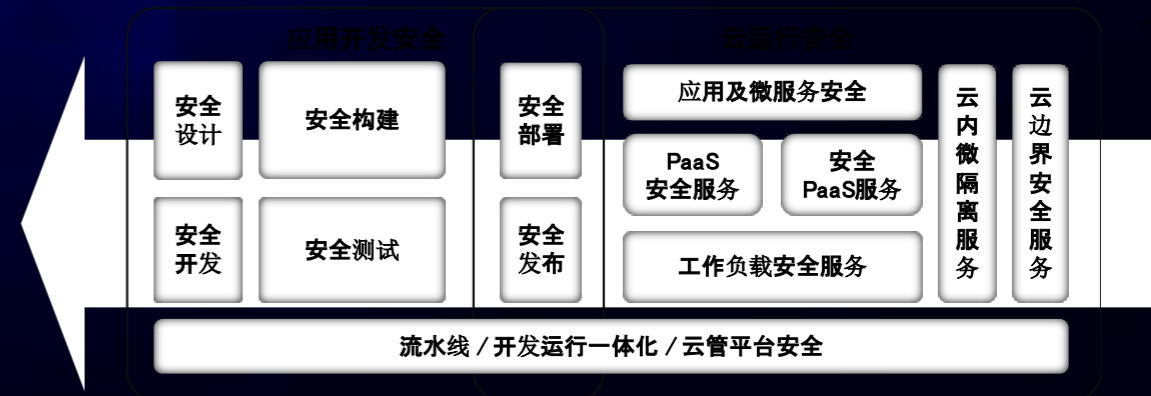 应用开发安全
云运行安全
安全
设计
安全构建
安全
部署
应用及微服务安全
PaaS
安全服务
安全
PaaS服务
云
内
微
隔
离
服
务
云
边
界
安
全
服
务
安全
开发
安全测试
安全
发布
工作负载安全服务
流水线 / 开发运行一体化 / 云管平台安全